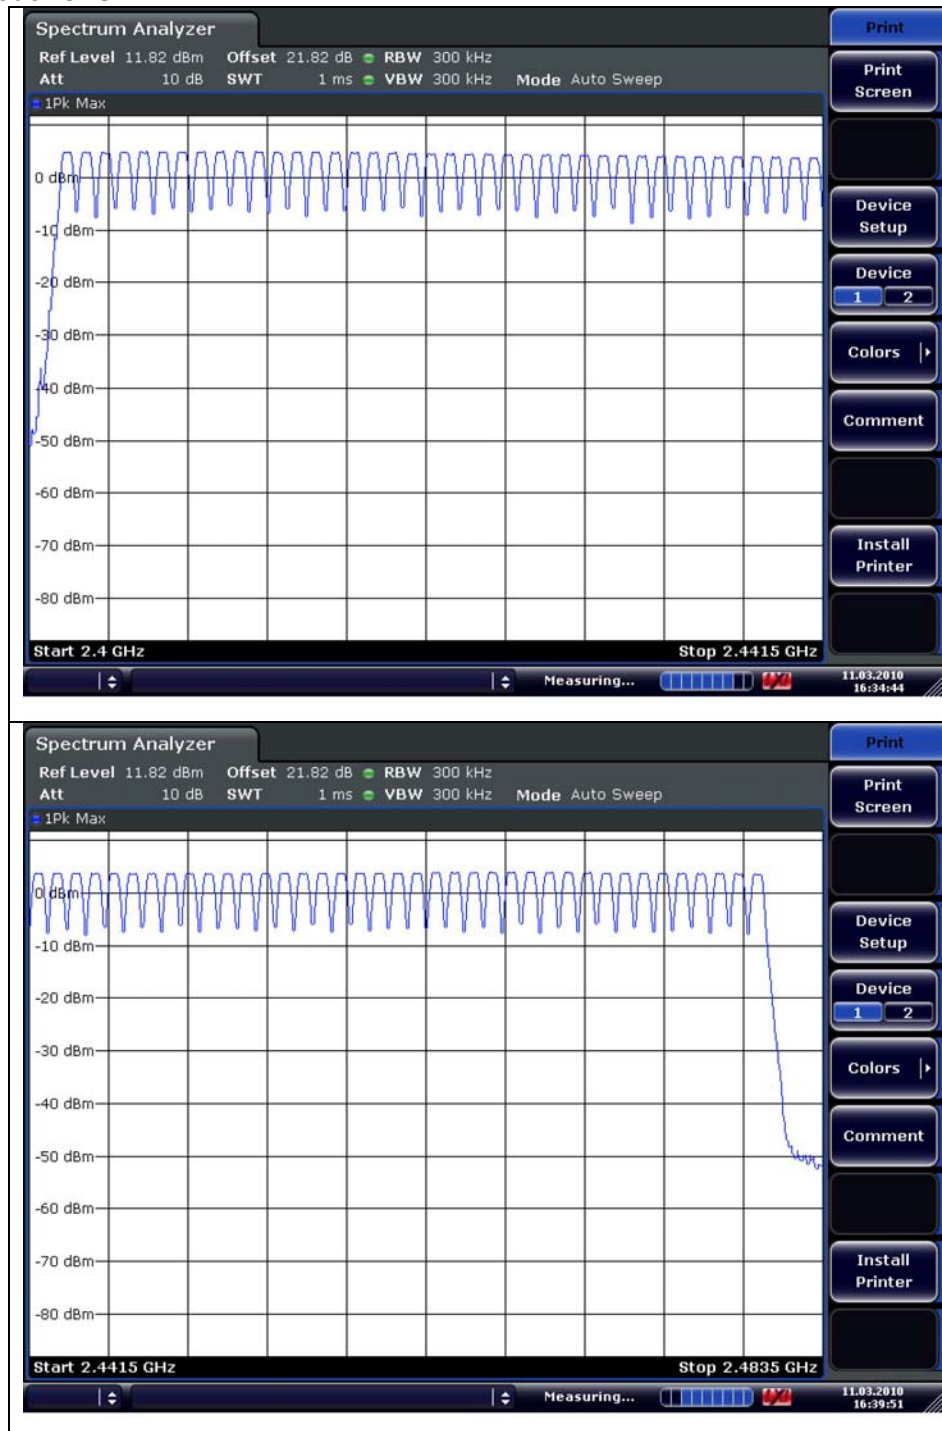 Spectrum Analyzer
Print
Ref Level 11.82 dBm Offset 21.82 dB RBW 300 kHz
Att 10 dB SWT 1 ms VBW 300 kHz Mode Auto Sweep
1Pk Max
Print
Screen
0 dBm
-10 dBm
-20 dBm
-30 dBm
-40 dBm
-50 dBm
-60 dBm
-70 dBm
-80 dBm
Device
Setup
Device
1 2
Colors
Comment
Install
Printer
Start 2.4 GHz Stop 2.4415 GHz
Measuring... 11.03.2010
16:34:44
Spectrum Analyzer
Print
Ref Level 11.82 dBm Offset 21.82 dB RBW 300 kHz
Att 10 dB SWT 1 ms VBW 300 kHz Mode Auto Sweep
1Pk Max
Print
Screen
0 dBm
-10 dBm
-20 dBm
-30 dBm
-40 dBm
-50 dBm
-60 dBm
-70 dBm
-80 dBm
Device
Setup
Device
1 2
Colors
Comment
Install
Printer
Start 2.4415 GHz Stop 2.4835 GHz
Measuring... 11.03.2010
16:39:51